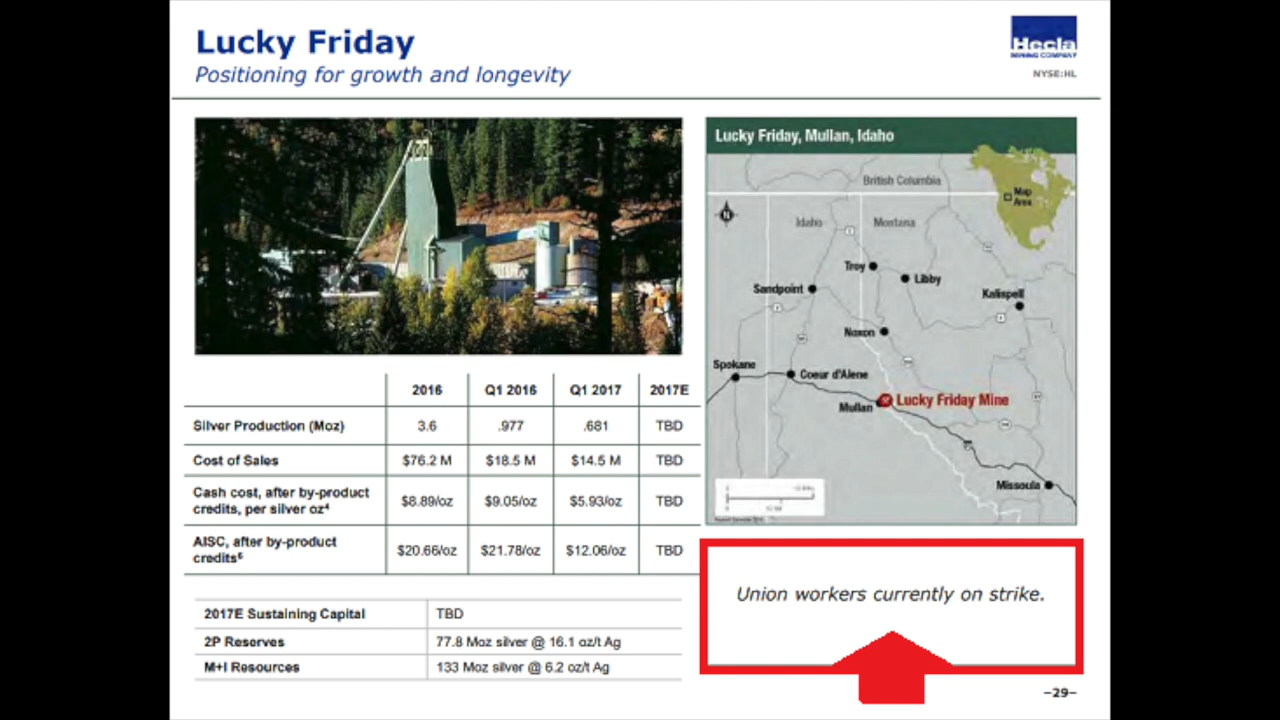 Lucky Friday
Positioning for growth and longevity
Hecla
MINING COMPANY
NYSE:HL
Lucky Friday, Mullan, Idaho
British Columbia
Map
Area
N
Idaho
Montana
Troy
Libby
Sandpoint
Kalispell
Noxon
Spokane
Coeur d'Alene
Lucky Friday Mine
Mullan
Missoula
2016 Q1 2016 Q1 2017 2017E
Silver Production (Moz) 3.6 .977 .681 TBD
Cost of Sales $76.2 M $18.5 M $14.5 M TBD
Cash cost, after by-product
credits, per silver oz⁴ $8.89/oz $9.05/oz $5.93/oz TBD
AISC, after by-product
credits⁵ $20.66/oz $21.78/oz $12.06/oz TBD
2017E Sustaining Capital TBD
2P Reserves 77.8 Moz silver @ 16.1 oz/t Ag
M+I Resources 133 Moz silver @ 6.2 oz/t Ag
Union workers currently on strike.
–29–